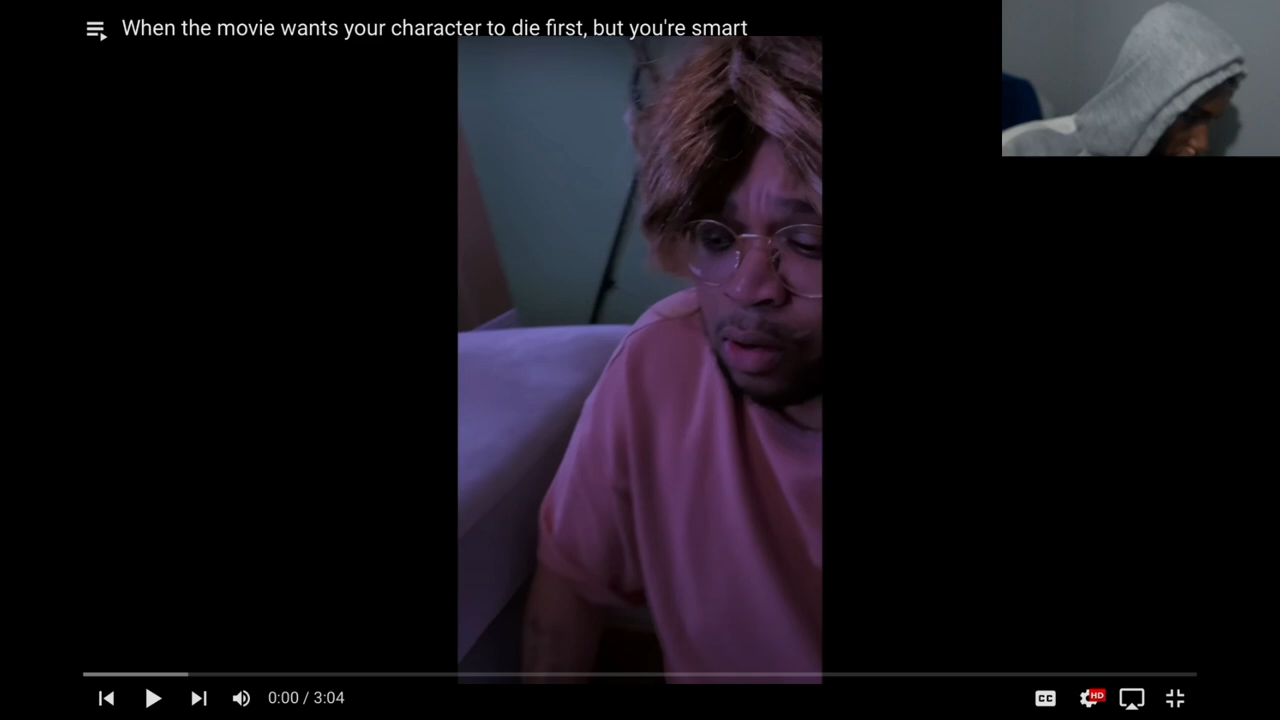 When the movie wants your character to die first, but you're smart
0:00 / 3:04
CC
HD